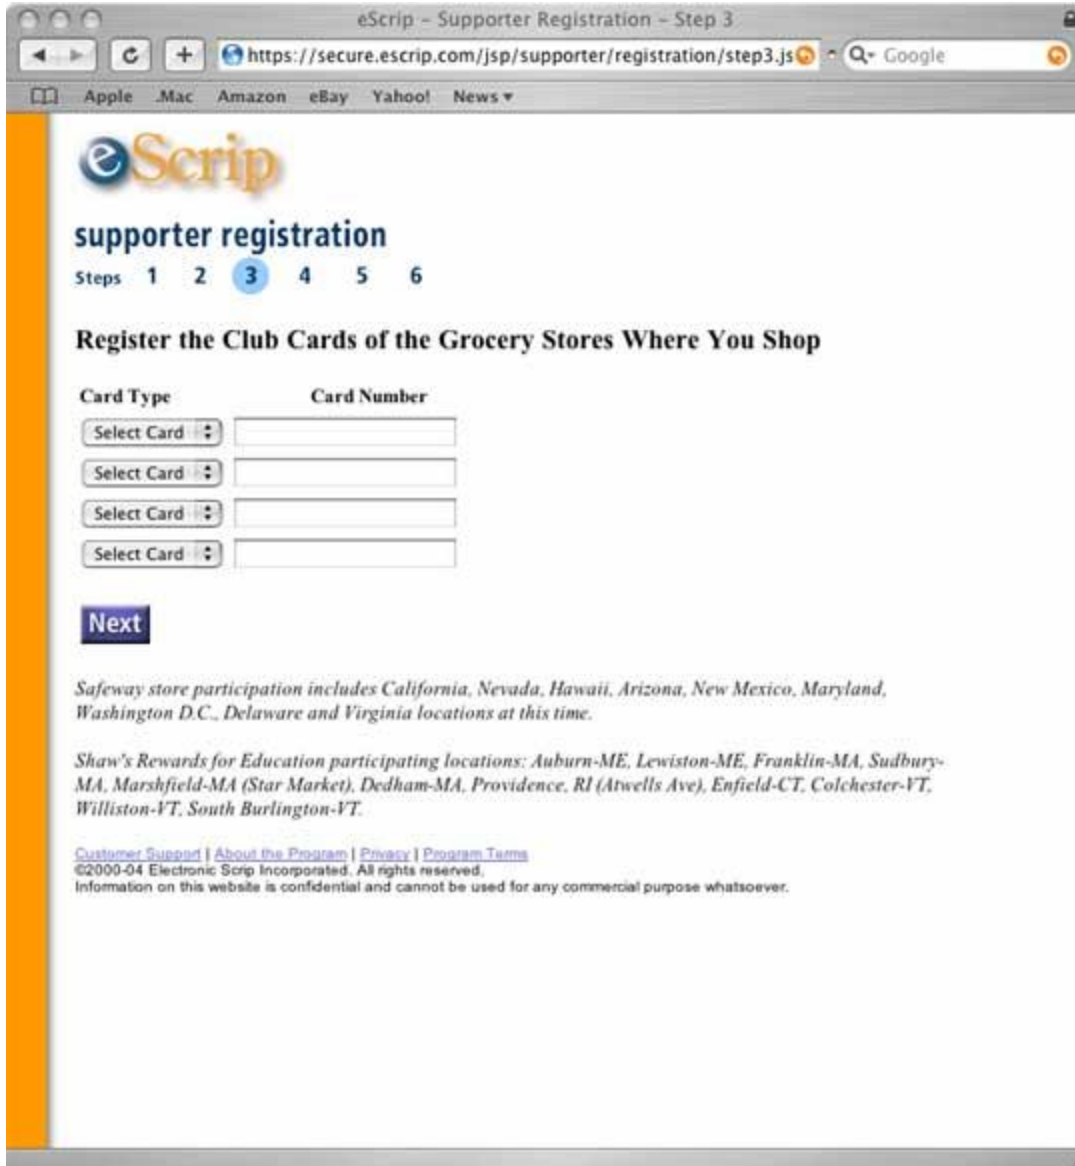 eScrip – Supporter Registration – Step 3
https://secure.escrip.com/jsp/supporter/registration/step3.js
Google
Apple .Mac Amazon eBay Yahoo! News
eScrip
supporter registration
Steps 1 2 3 4 5 6
Register the Club Cards of the Grocery Stores Where You Shop
Card Type Card Number
Select Card
Select Card
Select Card
Select Card
Next
Safeway store participation includes California, Nevada, Hawaii, Arizona, New Mexico, Maryland,
Washington D.C., Delaware and Virginia locations at this time.
Shaw's Rewards for Education participating locations: Auburn-ME, Lewiston-ME, Franklin-MA, Sudbury-
MA, Marshfield-MA (Star Market), Dedham-MA, Providence, RI (Atwells Ave), Enfield-CT, Colchester-VT,
Williston-VT, South Burlington-VT.
Customer Support | About the Program | Privacy | Program Terms
©2000-04 Electronic Scrip Incorporated. All rights reserved.
Information on this website is confidential and cannot be used for any commercial purpose whatsoever.